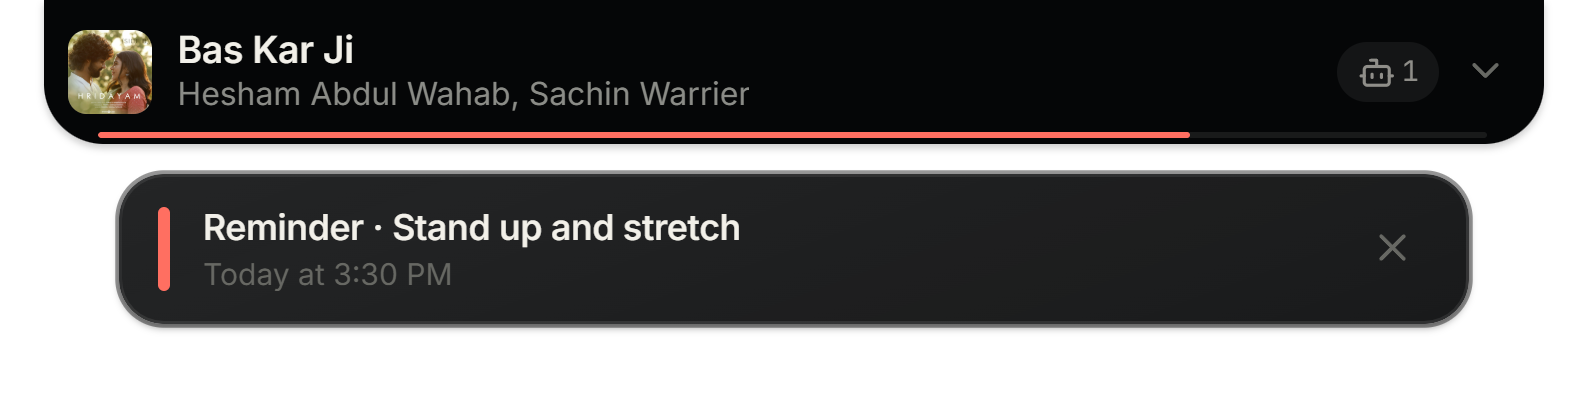 Bas Kar Ji
Hesham Abdul Wahab, Sachin Warrier
HRIDAYAM
1
Reminder · Stand up and stretch
Today at 3:30 PM